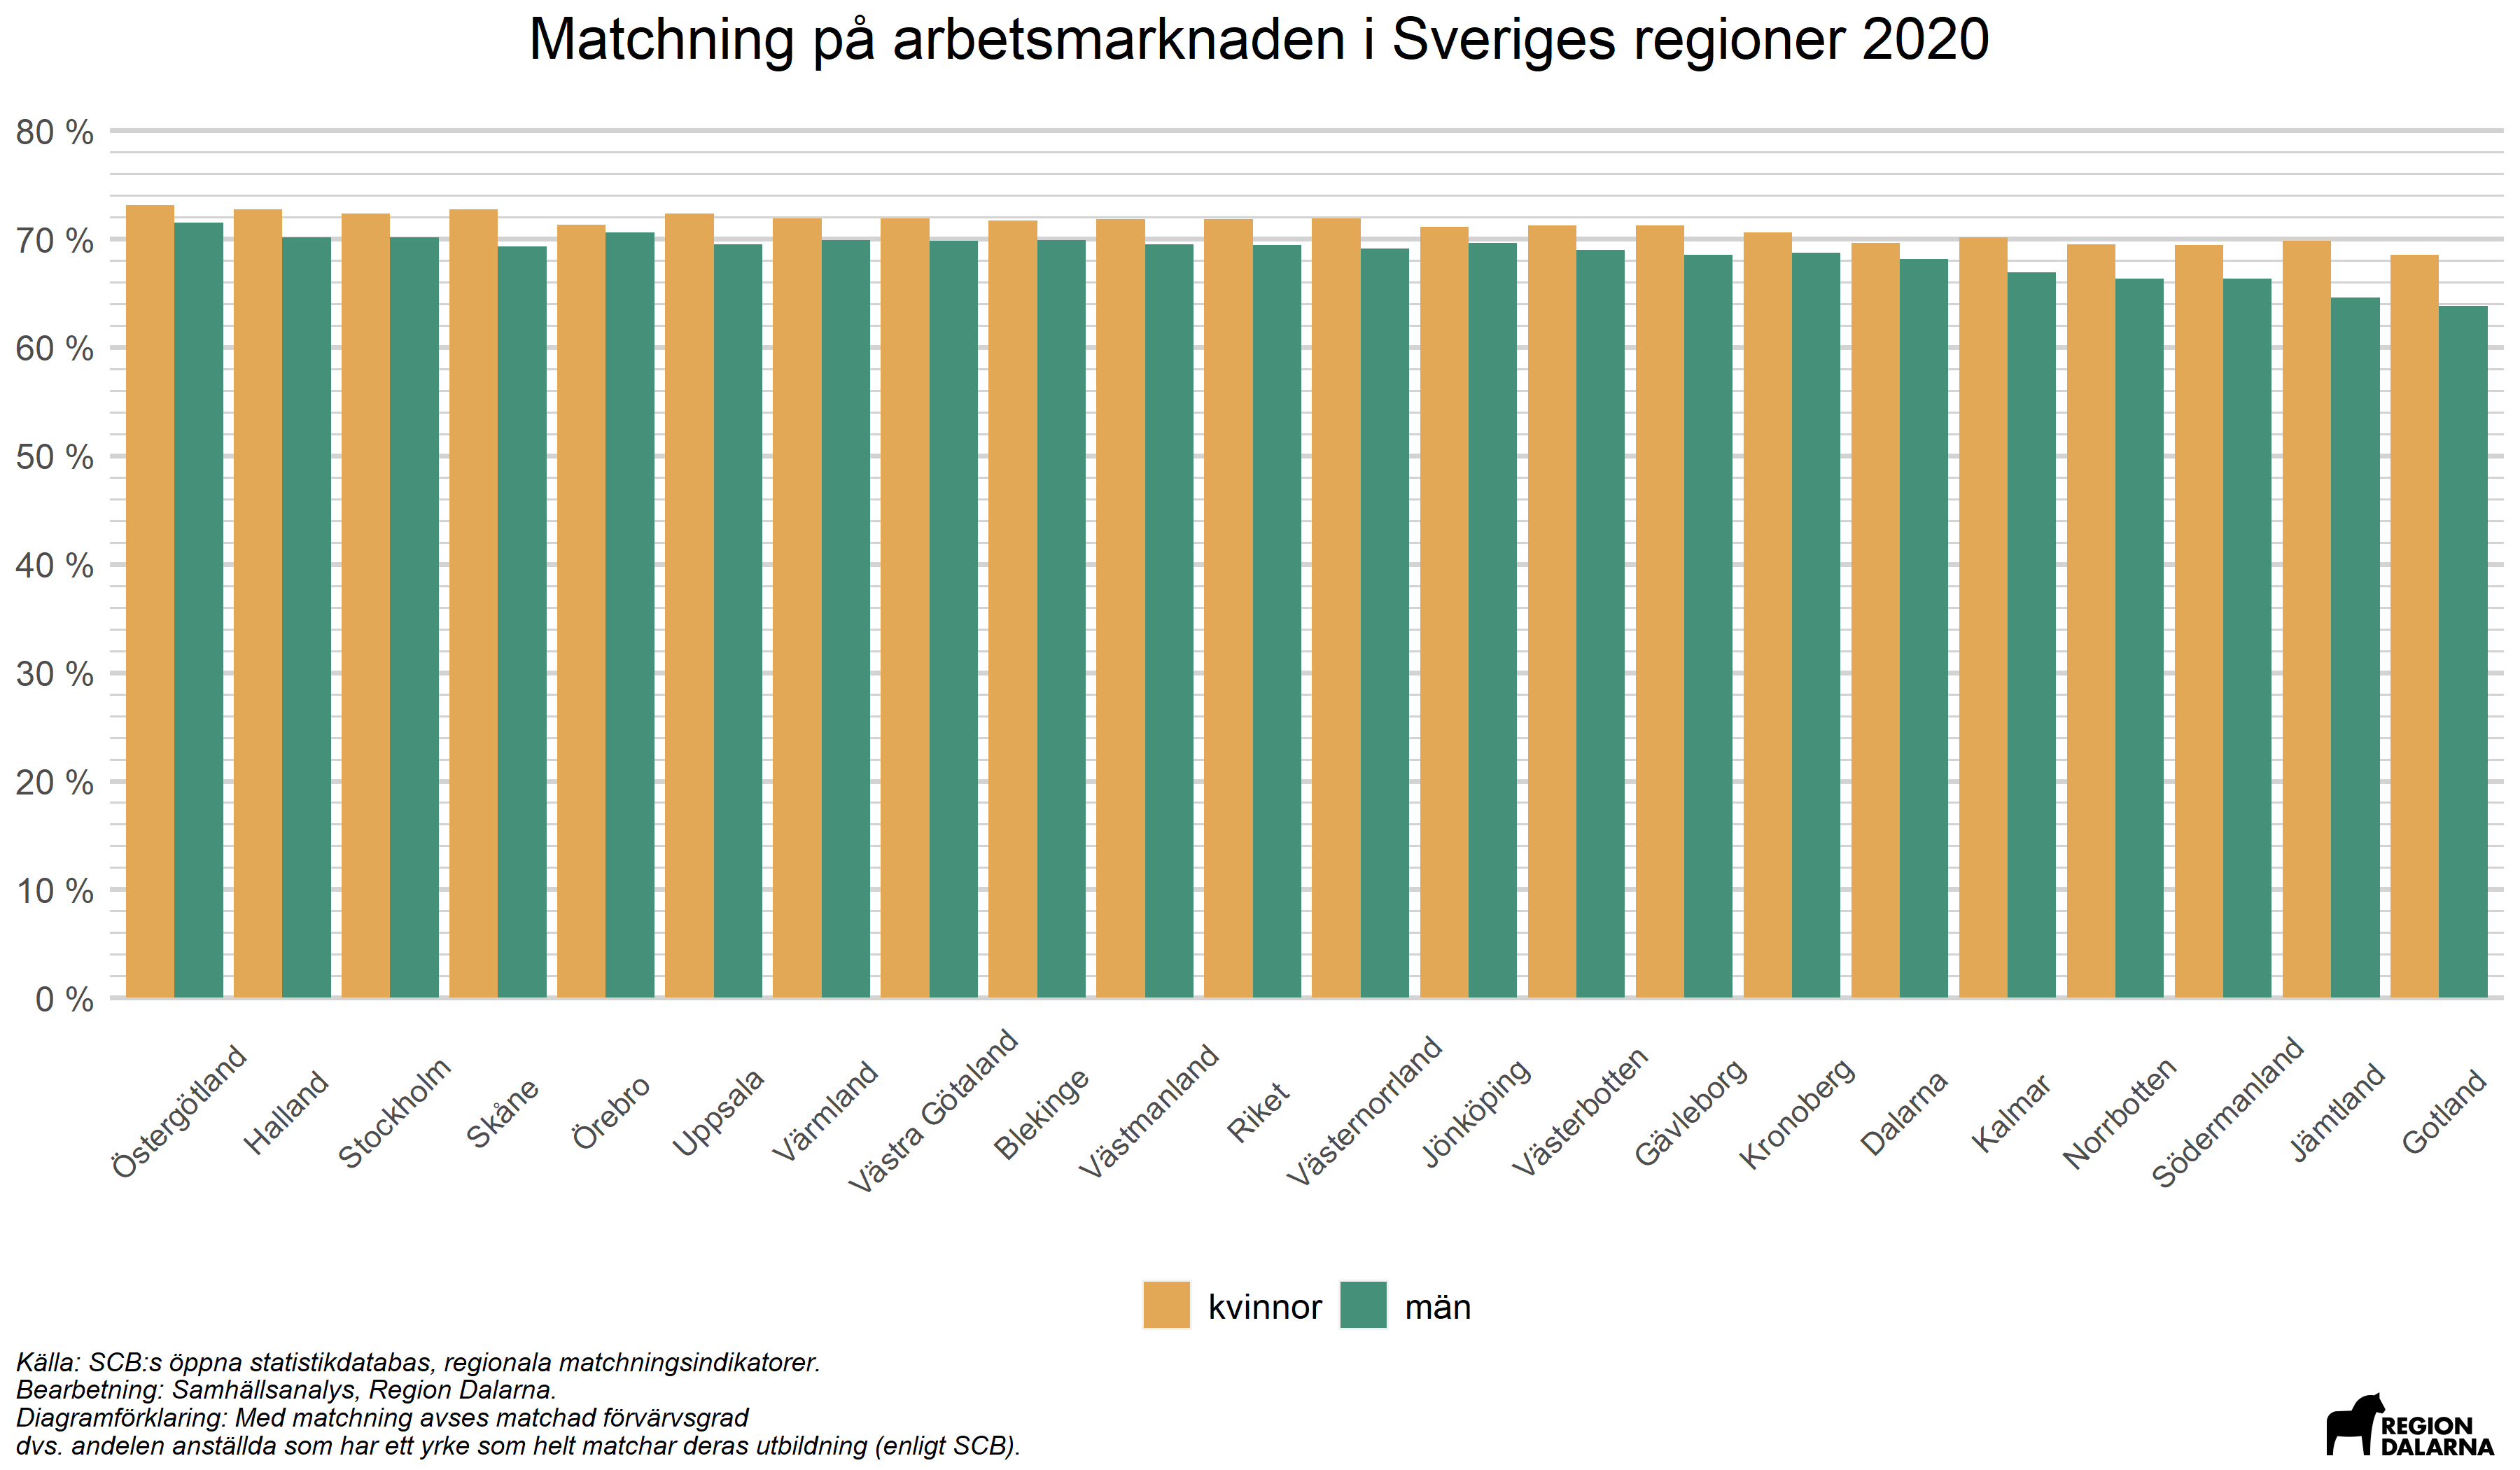 Matchning på arbetsmarknaden i Sveriges regioner 2020
80 %
70 %
60 %
50 %
40 %
30 %
20 %
10 %
0 %
Östergötland
Halland
Stockholm
Skåne
Örebro
Uppsala
Värmland
Västra Götaland
Blekinge
Västmanland
Riket
Västernorrland
Jönköping
Västerbotten
Gävleborg
Kronoberg
Dalarna
Kalmar
Norrbotten
Södermanland
Jämtland
Gotland
kvinnor
män
Källa: SCB:s öppna statistikdatabas, regionala matchningsindikatorer.
Bearbetning: Samhällsanalys, Region Dalarna.
Diagramförklaring: Med matchning avses matchad förvärvsgrad
dvs. andelen anställda som har ett yrke som helt matchar deras utbildning (enligt SCB).
REGION
DALARNA